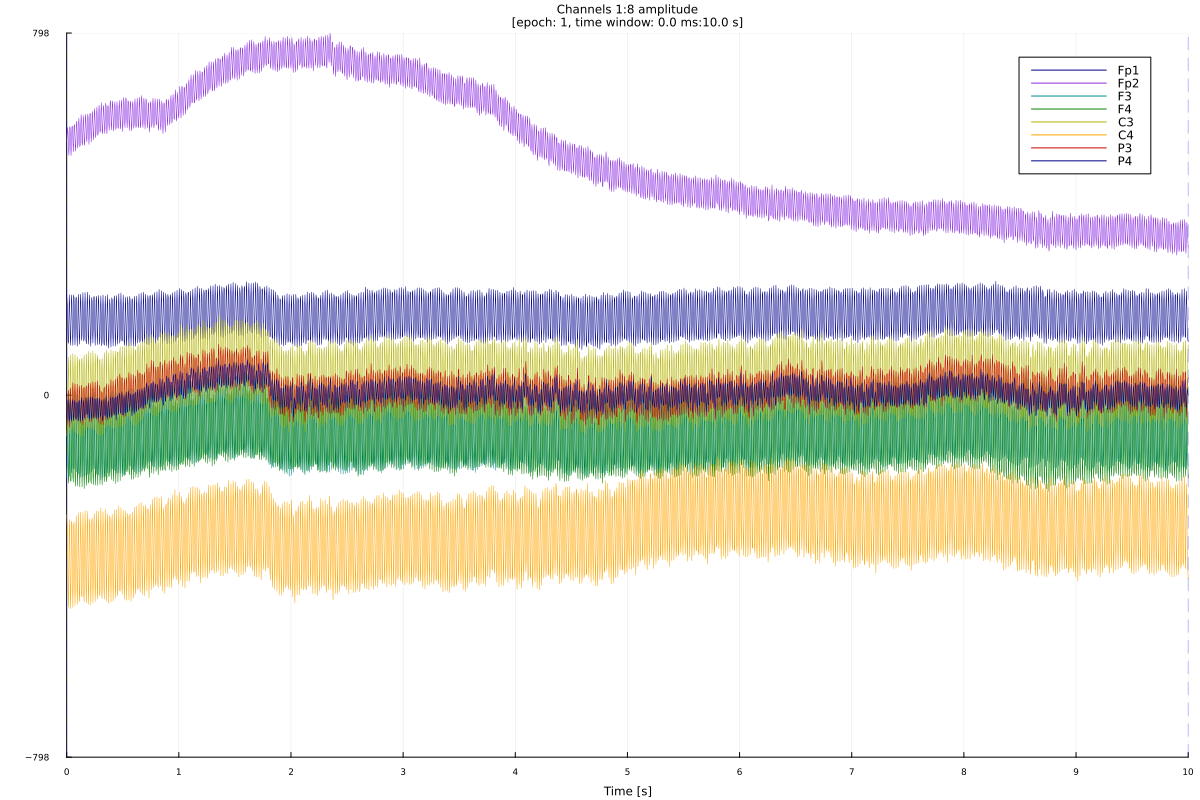 Channels 1:8 amplitude
[epoch: 1, time window: 0.0 ms:10.0 s]
798
Fp1
Fp2
F3
F4
C3
C4
P3
P4
0
−798
0 1 2 3 4 5 6 7 8 9 10
Time [s]